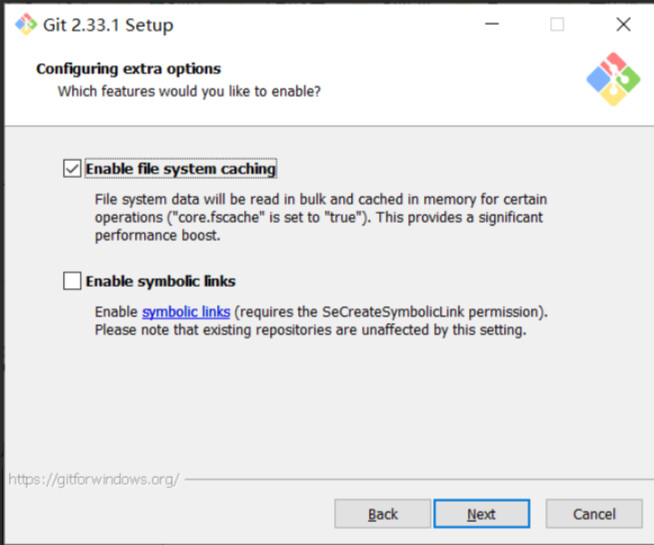 Git 2.33.1 Setup
Configuring extra options
Which features would you like to enable?
Enable file system caching
File system data will be read in bulk and cached in memory for certain
operations ("core.fscache" is set to "true"). This provides a significant
performance boost.
Enable symbolic links
Enable symbolic links (requires the SeCreateSymbolicLink permission).
Please note that existing repositories are unaffected by this setting.
https://gitforwindows.org/
Back Next Cancel